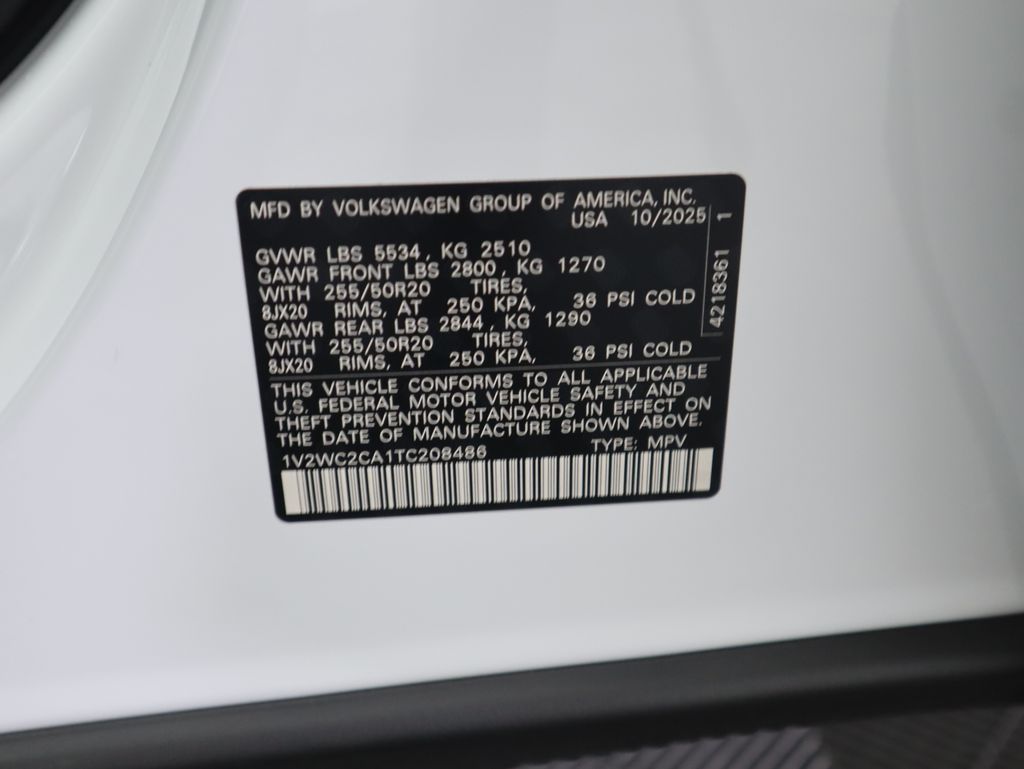 MFD BY VOLKSWAGEN GROUP OF AMERICA, INC.
USA 10/2025
GVWR LBS 5534, KG 2510
GAWR FRONT LBS 2800, KG 1270
WITH 255/50R20 TIRES,
8JX20 RIMS, AT 250 KPA, 36 PSI COLD
GAWR REAR LBS 2844, KG 1290
WITH 255/50R20 TIRES,
8JX20 RIMS, AT 250 KPA, 36 PSI COLD
THIS VEHICLE CONFORMS TO ALL APPLICABLE
U.S. FEDERAL MOTOR VEHICLE SAFETY AND
THEFT PREVENTION STANDARDS IN EFFECT ON
THE DATE OF MANUFACTURE SHOWN ABOVE.
TYPE: MPV
1V2WC2CA1TC208486
4218361 1